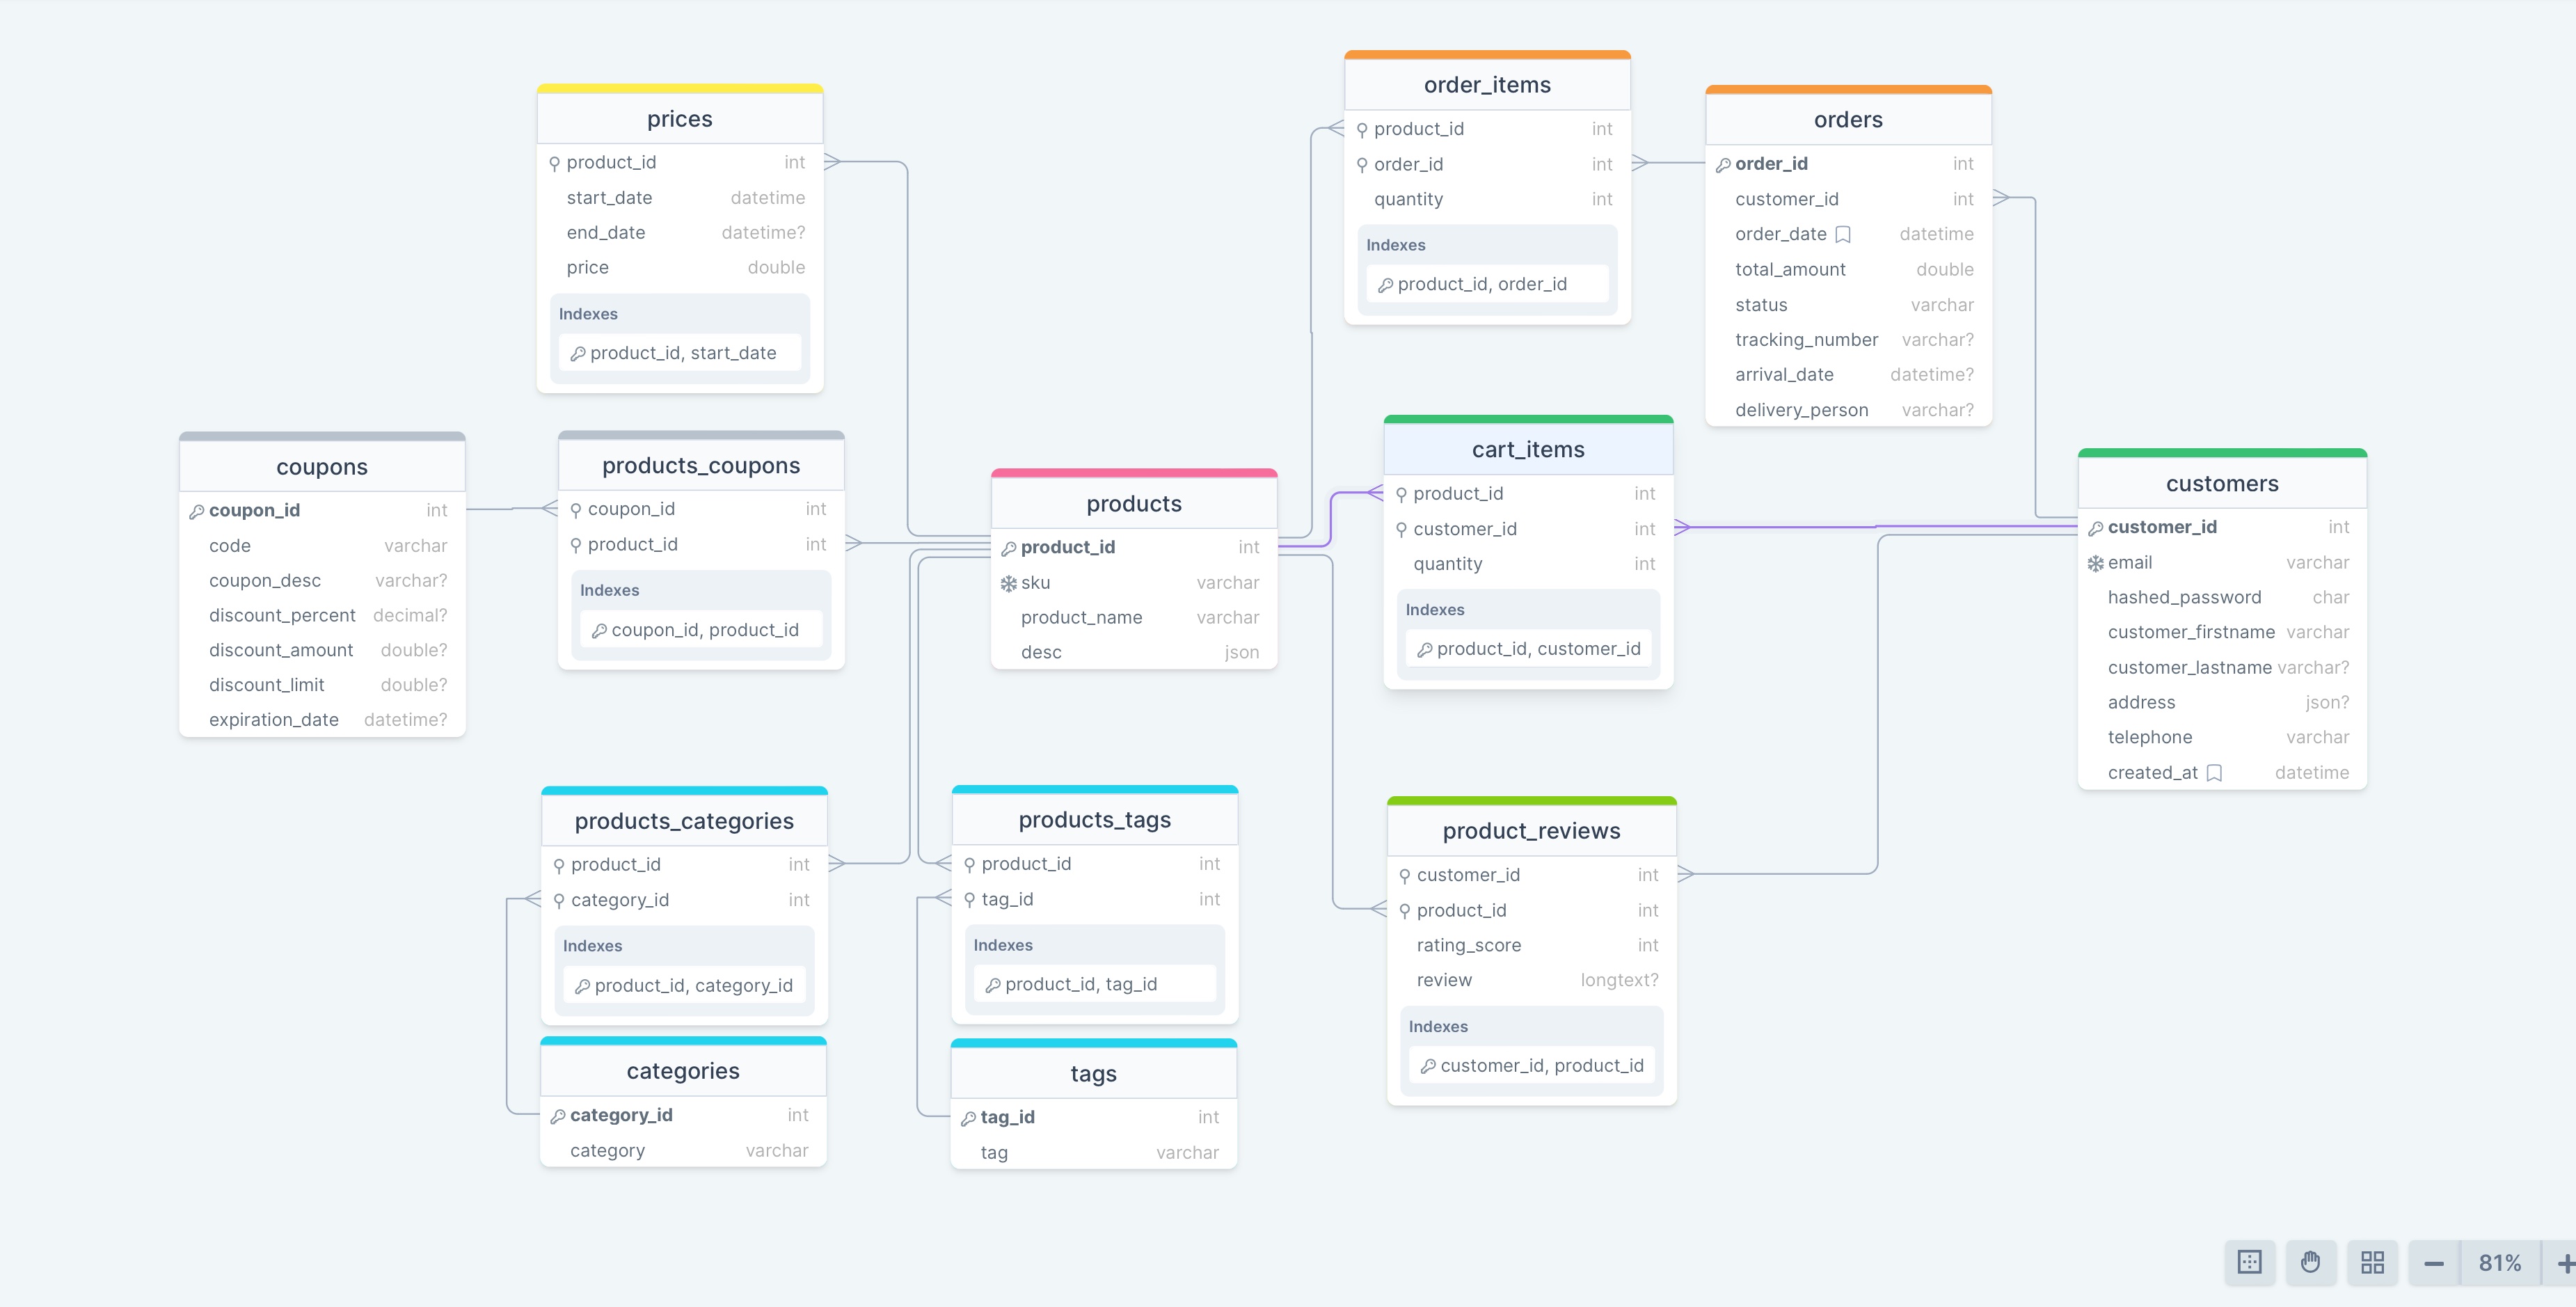 prices
product_id int
start_date datetime
end_date datetime?
price double
Indexes
product_id, start_date
order_items
product_id int
order_id int
quantity int
Indexes
product_id, order_id
orders
order_id int
customer_id int
order_date datetime
total_amount double
status varchar
tracking_number varchar?
arrival_date datetime?
delivery_person varchar?
coupons
coupon_id int
code varchar
coupon_desc varchar?
discount_percent decimal?
discount_amount double?
discount_limit double?
expiration_date datetime?
products_coupons
coupon_id int
product_id int
Indexes
coupon_id, product_id
products
product_id int
sku varchar
product_name varchar
desc json
cart_items
product_id int
customer_id int
quantity int
Indexes
product_id, customer_id
customers
customer_id int
email varchar
hashed_password char
customer_firstname varchar
customer_lastname varchar?
address json?
telephone varchar
created_at datetime
products_categories
product_id int
category_id int
Indexes
product_id, category_id
categories
category_id int
category varchar
products_tags
product_id int
tag_id int
Indexes
product_id, tag_id
tags
tag_id int
tag varchar
product_reviews
customer_id int
product_id int
rating_score int
review longtext?
Indexes
customer_id, product_id
81%